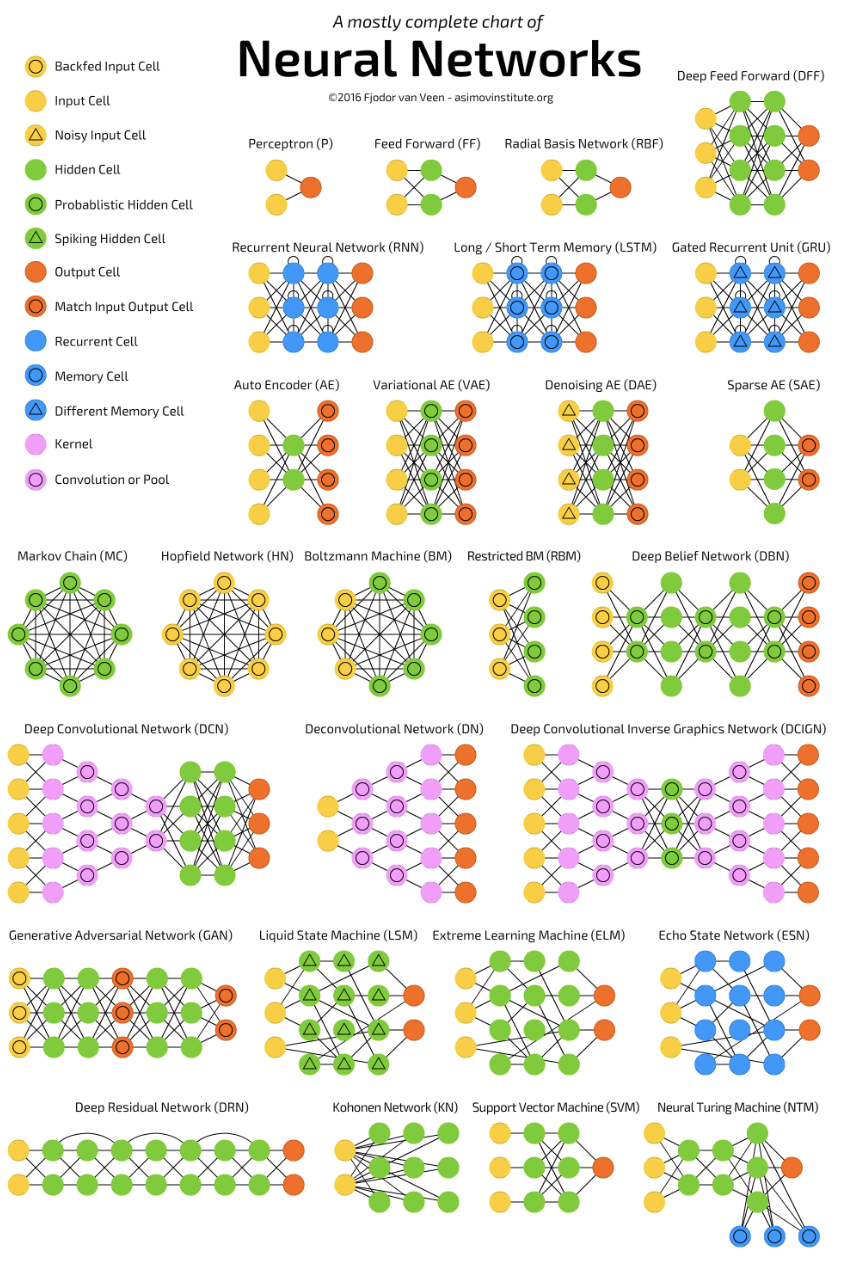 A mostly complete chart of
Neural Networks
©2016 Fjodor van Veen - asimovinstitute.org
Backfed Input Cell
Input Cell
Noisy Input Cell
Hidden Cell
Probablistic Hidden Cell
Spiking Hidden Cell
Output Cell
Match Input Output Cell
Recurrent Cell
Memory Cell
Different Memory Cell
Kernel
Convolution or Pool
Deep Feed Forward (DFF)
Perceptron (P)
Feed Forward (FF)
Radial Basis Network (RBF)
Recurrent Neural Network (RNN)
Long / Short Term Memory (LSTM)
Gated Recurrent Unit (GRU)
Auto Encoder (AE)
Variational AE (VAE)
Denoising AE (DAE)
Sparse AE (SAE)
Markov Chain (MC)
Hopfield Network (HN)
Boltzmann Machine (BM)
Restricted BM (RBM)
Deep Belief Network (DBN)
Deep Convolutional Network (DCN)
Deconvolutional Network (DN)
Deep Convolutional Inverse Graphics Network (DCIGN)
Generative Adversarial Network (GAN)
Liquid State Machine (LSM)
Extreme Learning Machine (ELM)
Echo State Network (ESN)
Deep Residual Network (DRN)
Kohonen Network (KN)
Support Vector Machine (SVM)
Neural Turing Machine (NTM)